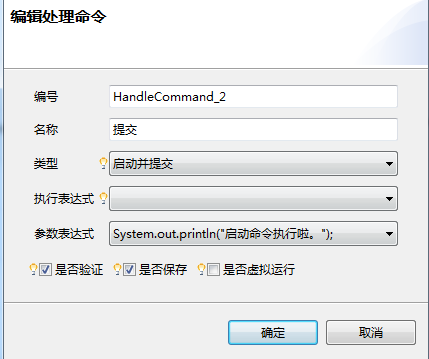 编辑处理命令
编号 HandleCommand_2
名称 提交
类型 启动并提交
执行表达式
参数表达式 System.out.println("启动命令执行啦。");
是否验证 是否保存 是否虚拟运行
确定 取消